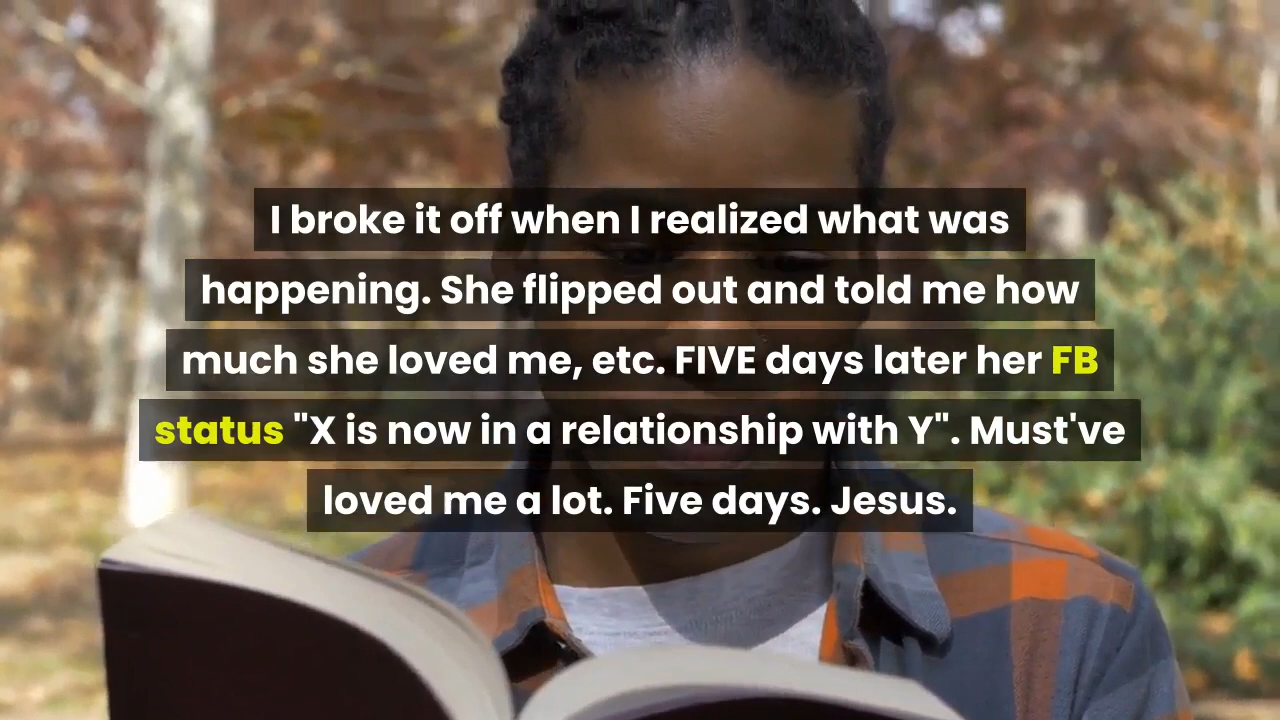 I broke it off when I realized what was
happening. She flipped out and told me how
much she loved me, etc. FIVE days later her FB
status "X is now in a relationship with Y". Must've
loved me a lot. Five days. Jesus.